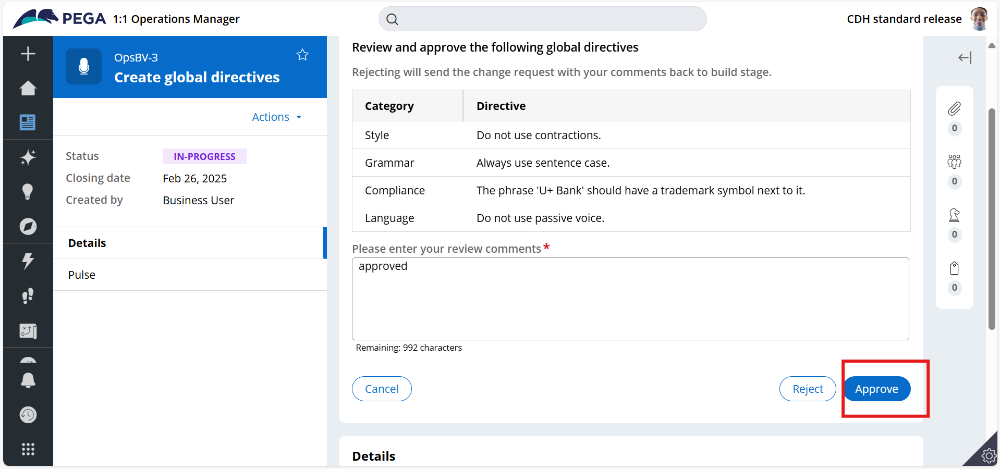 PEGA 1:1 Operations Manager
CDH standard release
OpsBV-3
Create global directives
Actions
Status IN-PROGRESS
Closing date Feb 26, 2025
Created by Business User
Details
Pulse
Review and approve the following global directives
Rejecting will send the change request with your comments back to build stage.
Category Directive
Style Do not use contractions.
Grammar Always use sentence case.
Compliance The phrase 'U+ Bank' should have a trademark symbol next to it.
Language Do not use passive voice.
Please enter your review comments*
approved
Remaining: 992 characters
Cancel Reject Approve
Details
0
0
0
0